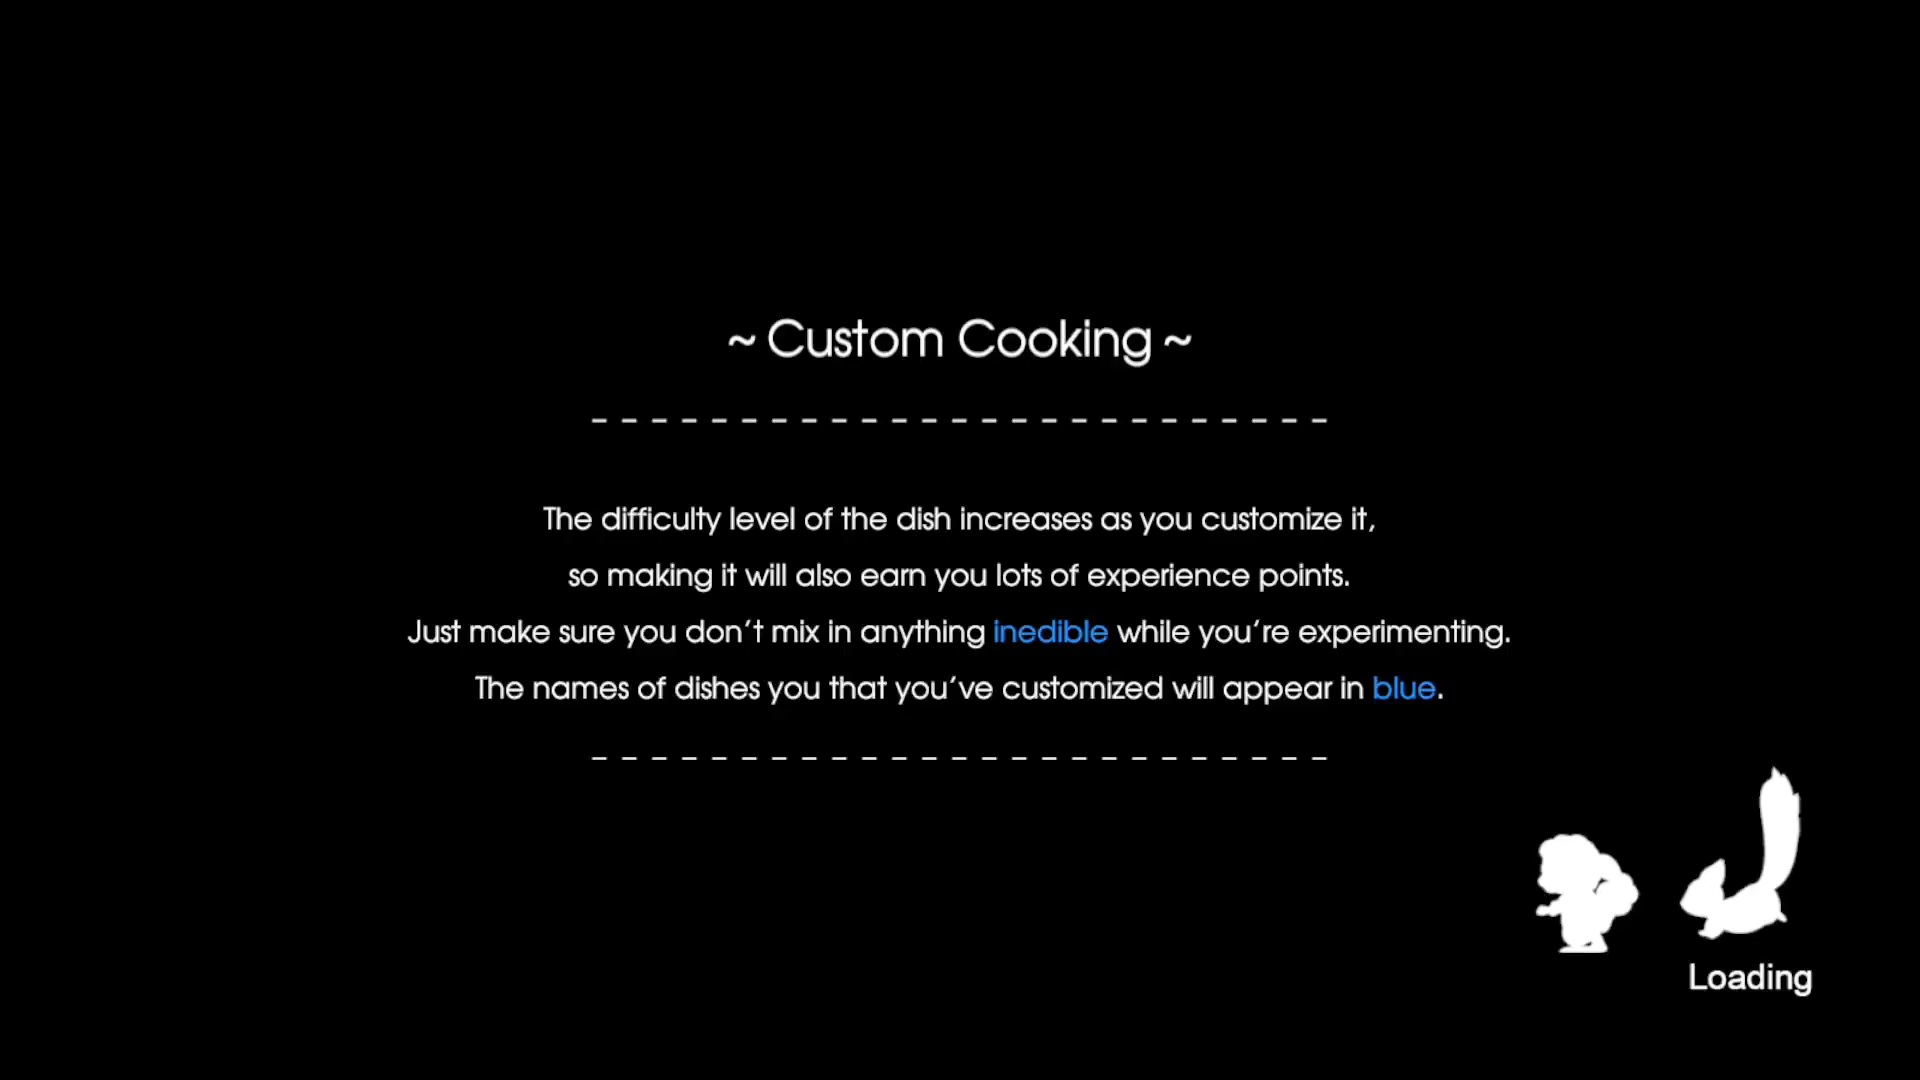 ~ Custom Cooking ~
- - - - - - - - - - - - - - - - - - - - - - - - -
The difficulty level of the dish increases as you customize it,
so making it will also earn you lots of experience points.
Just make sure you don’t mix in anything inedible while you’re experimenting.
The names of dishes you that you’ve customized will appear in blue.
- - - - - - - - - - - - - - - - - - - - - - - - -
Loading